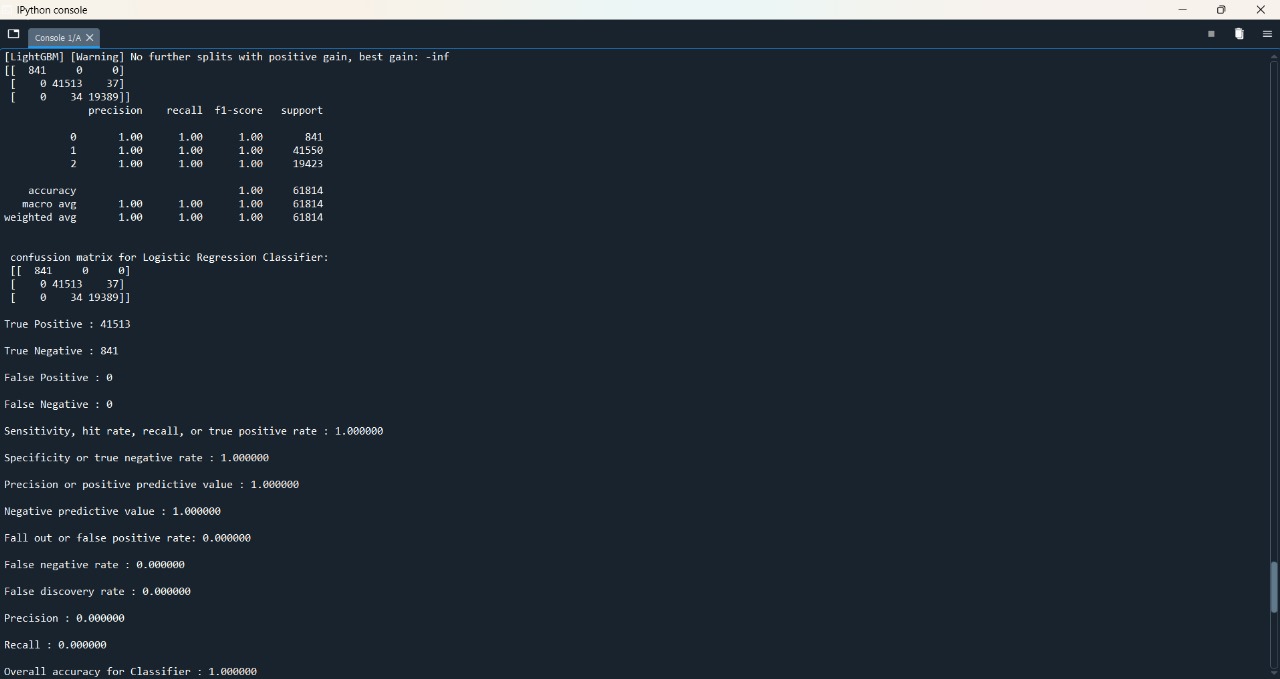 IPython console
Console 1/A
[LightGBM] [Warning] No further splits with positive gain, best gain: -inf
[[  841     0     0]
 [    0 41513    37]
 [    0    34 19389]]
              precision    recall  f1-score   support

           0       1.00      1.00      1.00       841
           1       1.00      1.00      1.00     41550
           2       1.00      1.00      1.00     19423

    accuracy                           1.00     61814
   macro avg       1.00      1.00      1.00     61814
weighted avg       1.00      1.00      1.00     61814

 confussion matrix for Logistic Regression Classifier:
 [[  841     0     0]
 [    0 41513    37]
 [    0    34 19389]]

True Positive : 41513

True Negative : 841

False Positive : 0

False Negative : 0

Sensitivity, hit rate, recall, or true positive rate : 1.000000

Specificity or true negative rate : 1.000000

Precision or positive predictive value : 1.000000

Negative predictive value : 1.000000

Fall out or false positive rate: 0.000000

False negative rate : 0.000000

False discovery rate : 0.000000

Precision : 0.000000

Recall : 0.000000

Overall accuracy for Classifier : 1.000000